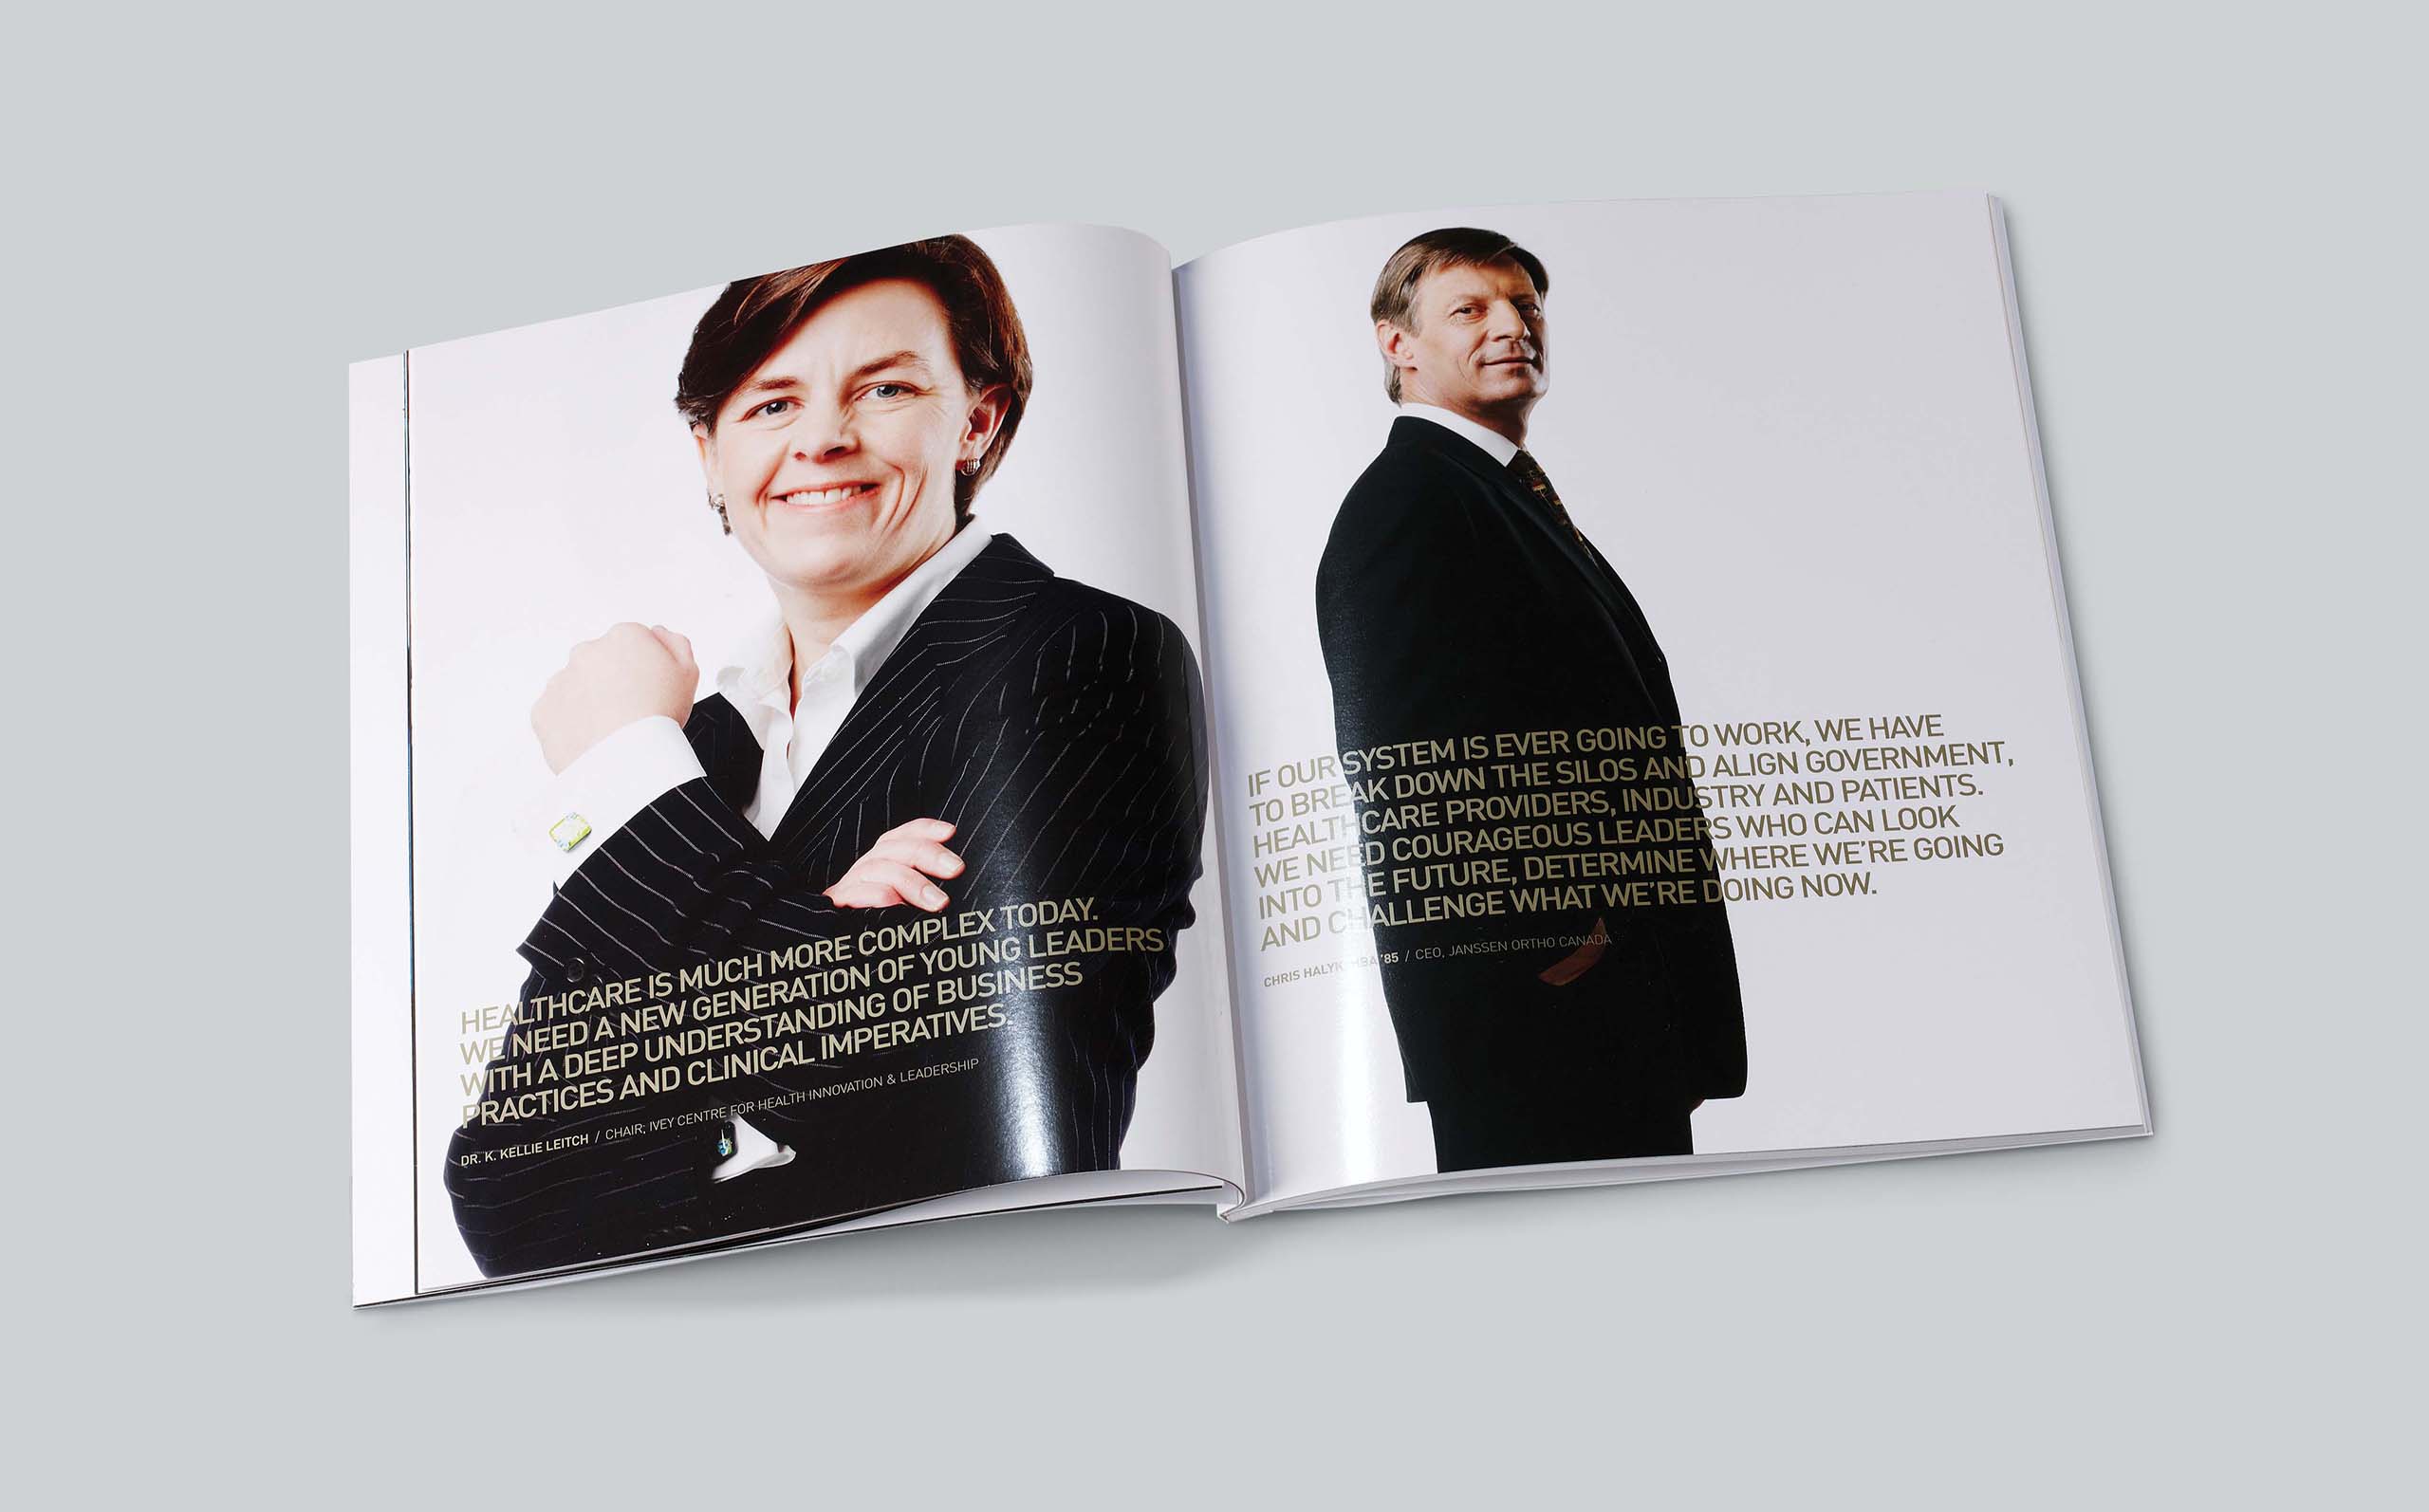 HEALTHCARE IS MUCH MORE COMPLEX TODAY.
WE NEED A NEW GENERATION OF YOUNG LEADERS
WITH A DEEP UNDERSTANDING OF BUSINESS
PRACTICES AND CLINICAL IMPERATIVES.
DR. K. KELLIE LEITCH / CHAIR, IVEY CENTRE FOR HEALTH INNOVATION & LEADERSHIP
IF OUR SYSTEM IS EVER GOING TO WORK, WE HAVE
TO BREAK DOWN THE SILOS AND ALIGN GOVERNMENT,
HEALTHCARE PROVIDERS, INDUSTRY AND PATIENTS.
WE NEED COURAGEOUS LEADERS WHO CAN LOOK
INTO THE FUTURE, DETERMINE WHERE WE'RE GOING
AND CHALLENGE WHAT WE'RE DOING NOW.
CHRIS '85 / CEO, JANSSEN ORTHO CANADA